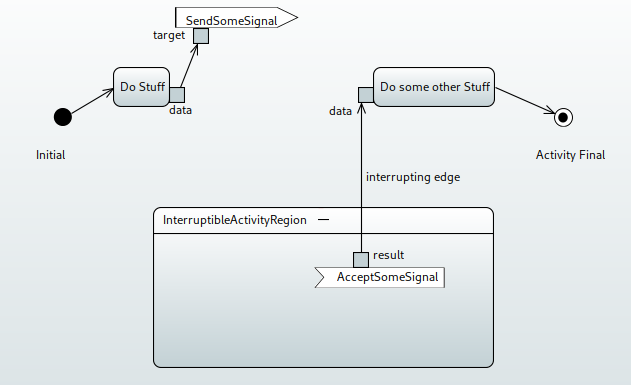 SendSomeSignal
target
Do Stuff
data
Do some other Stuff
data
Initial
Activity Final
interrupting edge
InterruptibleActivityRegion
result
AcceptSomeSignal